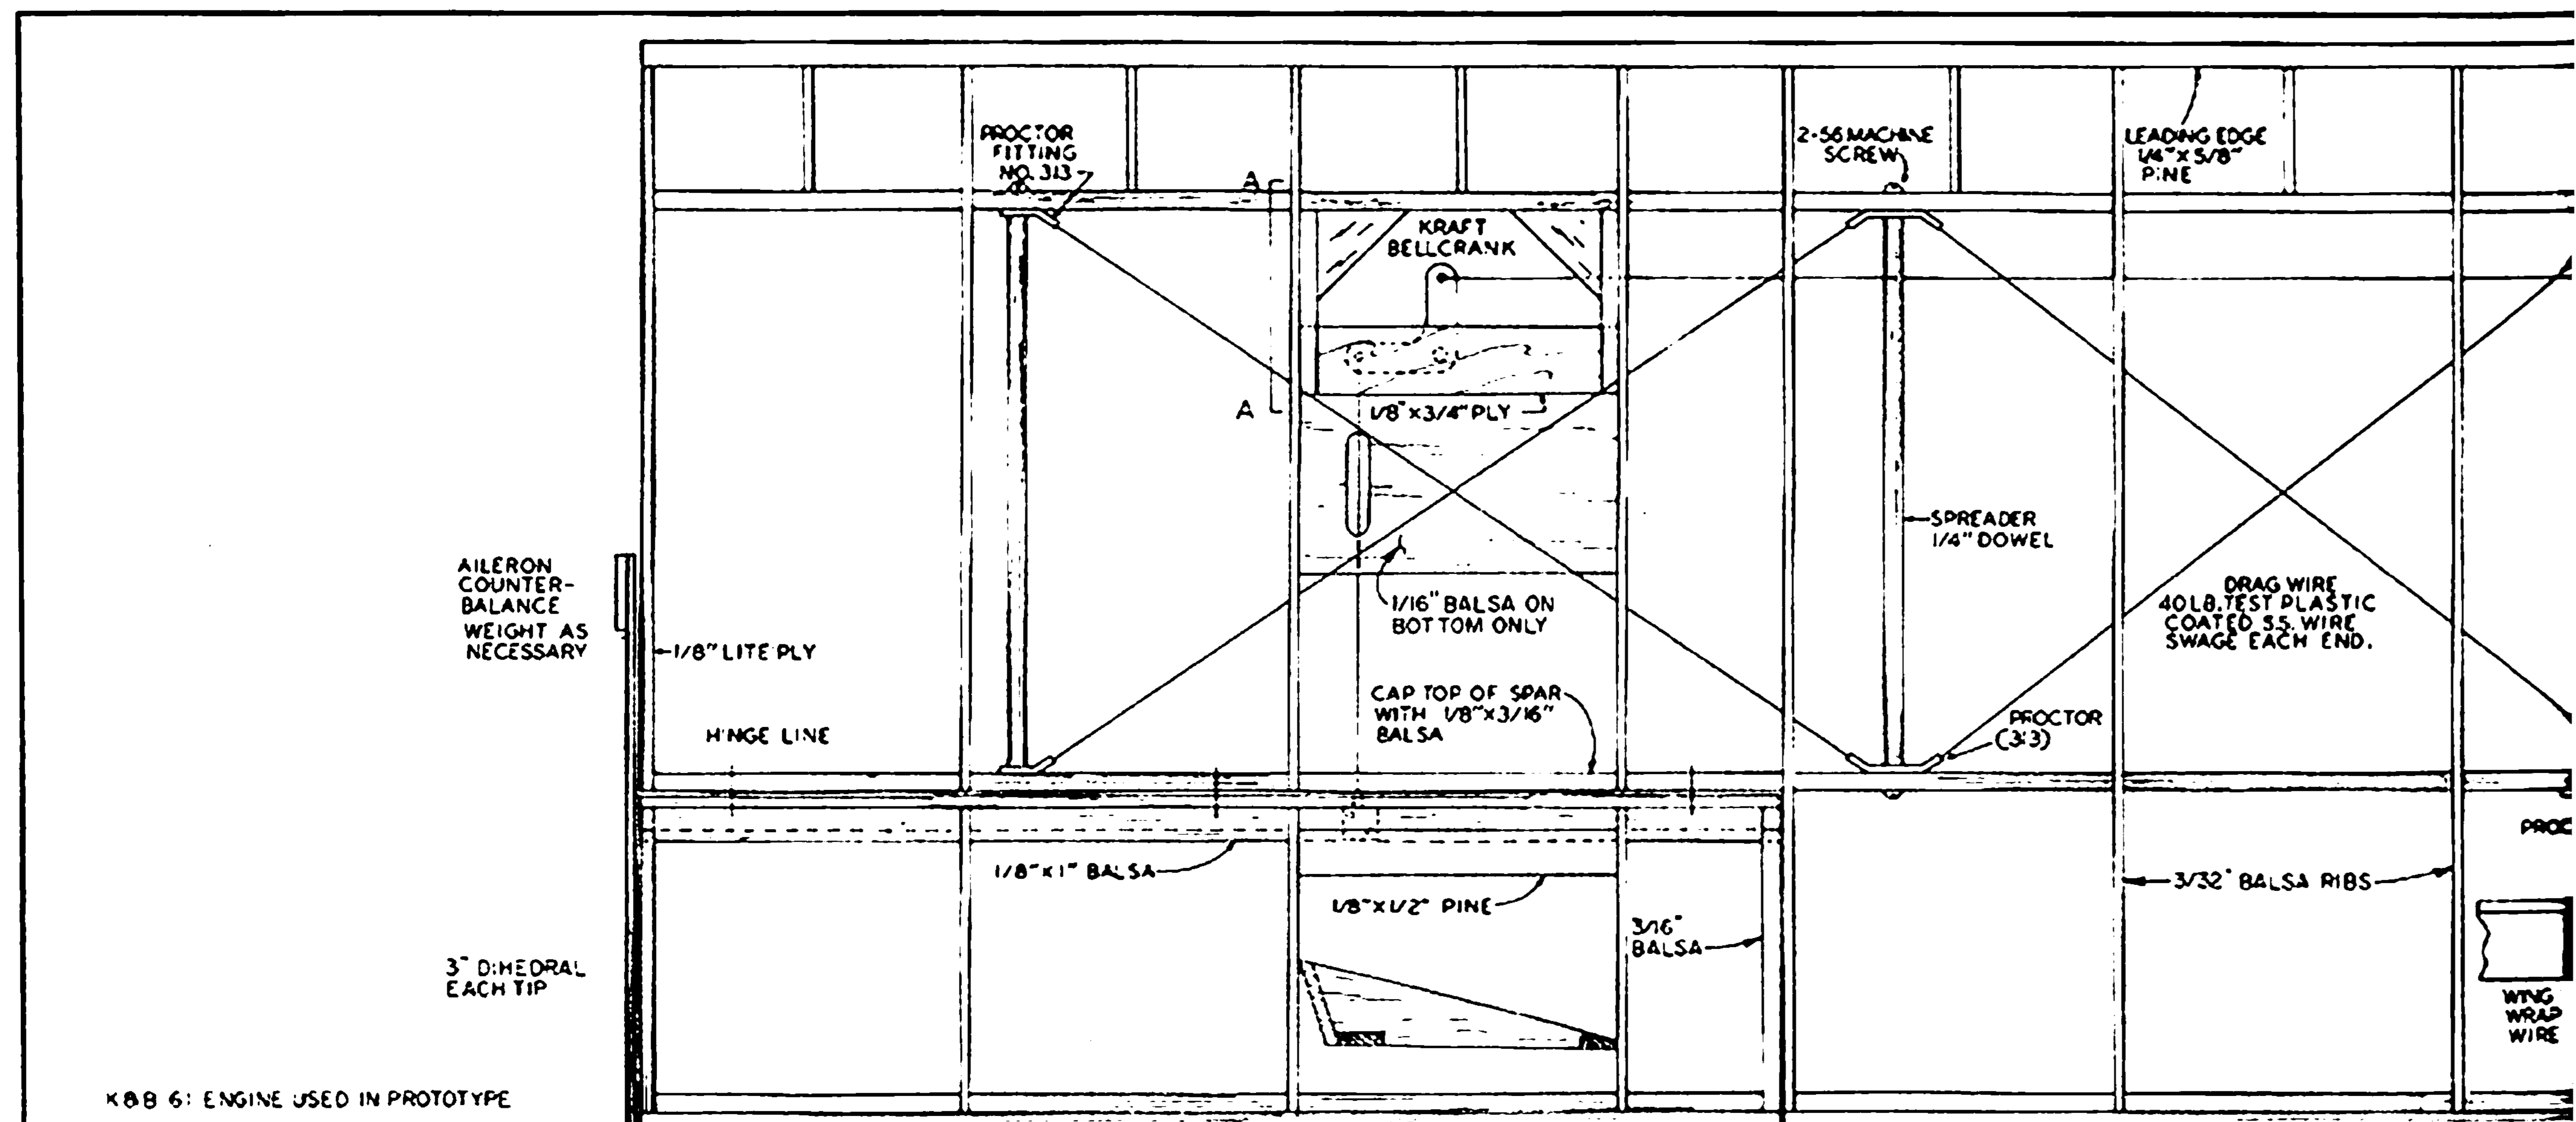 PROCTOR
FITTING
NO. 313
2-56 MACHINE
SCREW
LEADING EDGE
1/4" X 5/8"
PINE
A
KRAFT
BELLCRANK
A
1/8" X 3/4" PLY
SPREADER
1/4" DOWEL
AILERON
COUNTER-
BALANCE
WEIGHT AS
NECESSARY
1/16" BALSA ON
BOTTOM ONLY
DRAG WIRE
40 LB. TEST PLASTIC
COATED S.S. WIRE
SWAGE EACH END.
1/8" LITE PLY
CAP TOP OF SPAR
WITH 1/8" X 3/16"
BALSA
HINGE LINE
PROCTOR
(313)
PROC
1/8" X 1" BALSA
3/32" BALSA RIBS
1/8" X 1/2" PINE
3/16"
BALSA
3" DIHEDRAL
EACH TIP
WING
WRAP
WIRE
K&B 61 ENGINE USED IN PROTOTYPE